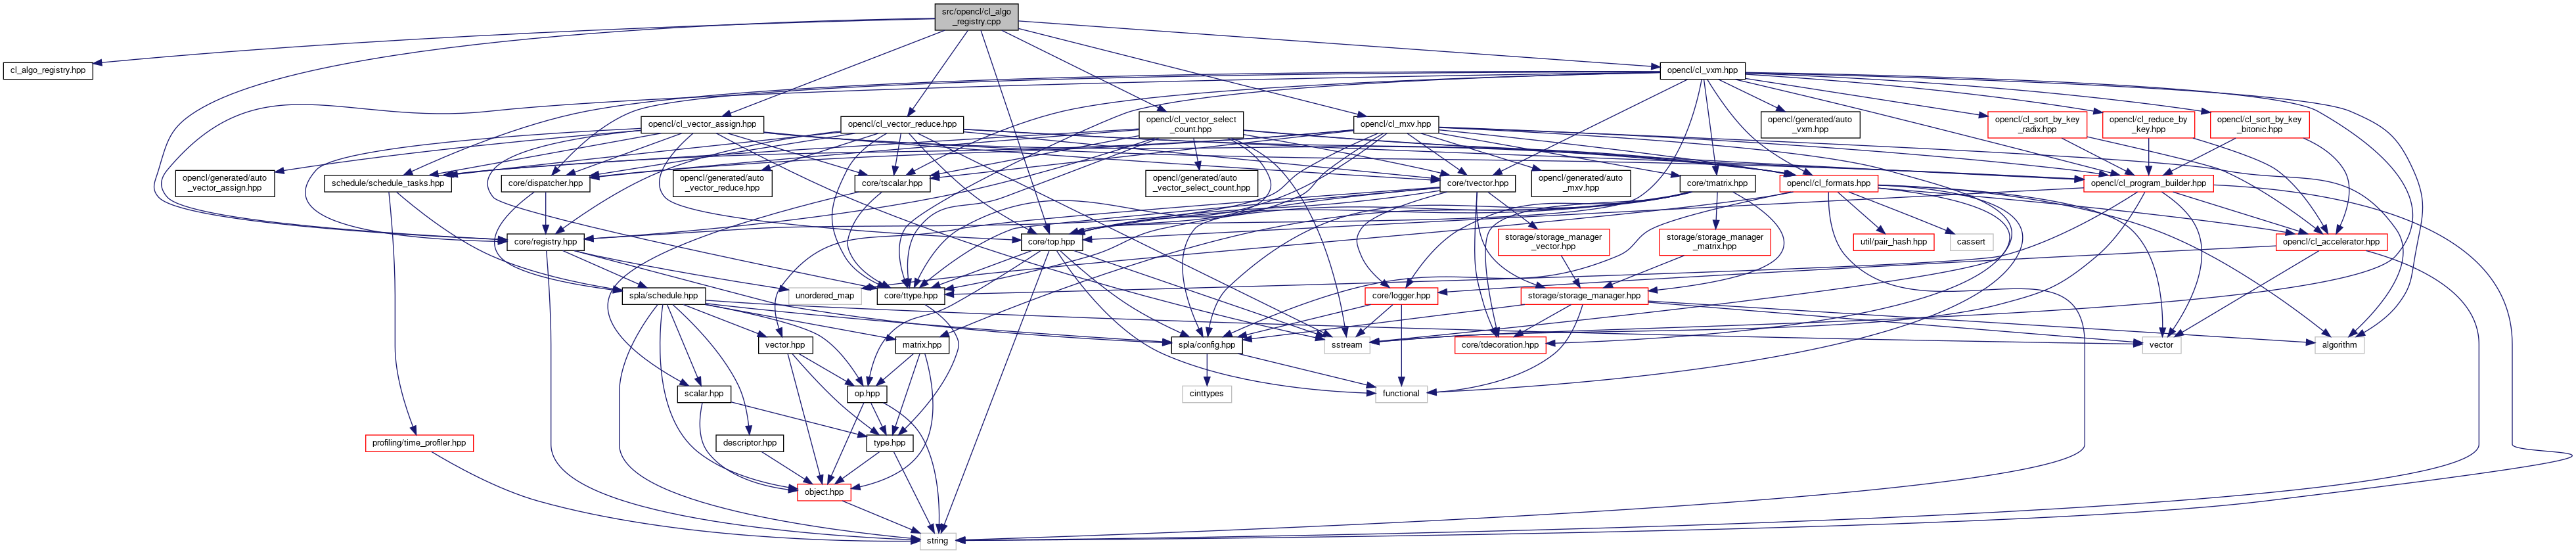 src/opencl/cl_algo
_registry.cpp
cl_algo_registry.hpp
opencl/cl_vxm.hpp
opencl/cl_vector_assign.hpp
opencl/cl_vector_reduce.hpp
opencl/cl_vector_select
_count.hpp
opencl/cl_mxv.hpp
opencl/generated/auto
_vxm.hpp
opencl/cl_sort_by_key
_radix.hpp
opencl/cl_reduce_by
_key.hpp
opencl/cl_sort_by_key
_bitonic.hpp
opencl/generated/auto
_vector_assign.hpp
schedule/schedule_tasks.hpp
core/dispatcher.hpp
opencl/generated/auto
_vector_reduce.hpp
core/tscalar.hpp
opencl/generated/auto
_vector_select_count.hpp
core/tvector.hpp
opencl/generated/auto
_mxv.hpp
core/tmatrix.hpp
opencl/cl_formats.hpp
opencl/cl_program_builder.hpp
core/registry.hpp
core/top.hpp
storage/storage_manager
_vector.hpp
storage/storage_manager
_matrix.hpp
util/pair_hash.hpp
cassert
opencl/cl_accelerator.hpp
spla/schedule.hpp
unordered_map
core/ttype.hpp
core/logger.hpp
storage/storage_manager.hpp
vector.hpp
matrix.hpp
spla/config.hpp
sstream
core/tdecoration.hpp
vector
algorithm
scalar.hpp
op.hpp
cinttypes
functional
profiling/time_profiler.hpp
descriptor.hpp
type.hpp
object.hpp
string